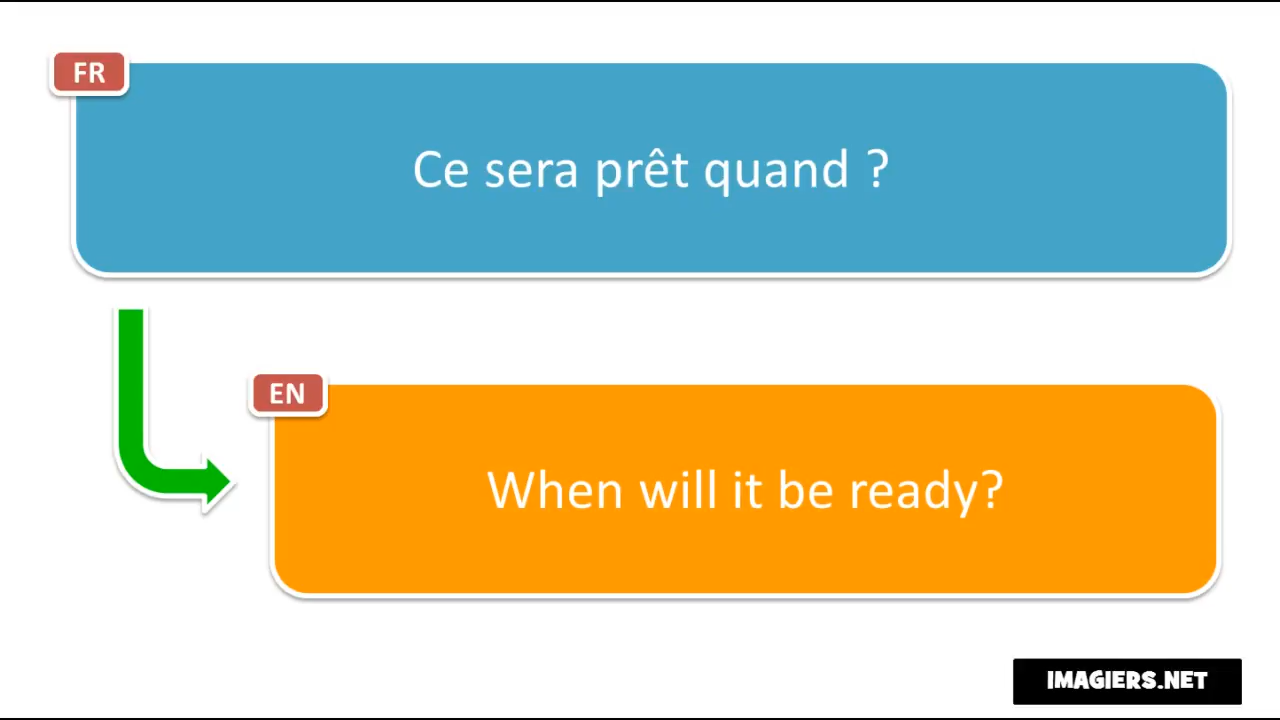 FR
Ce sera prêt quand ?
EN
When will it be ready?
IMAGIERS.NET